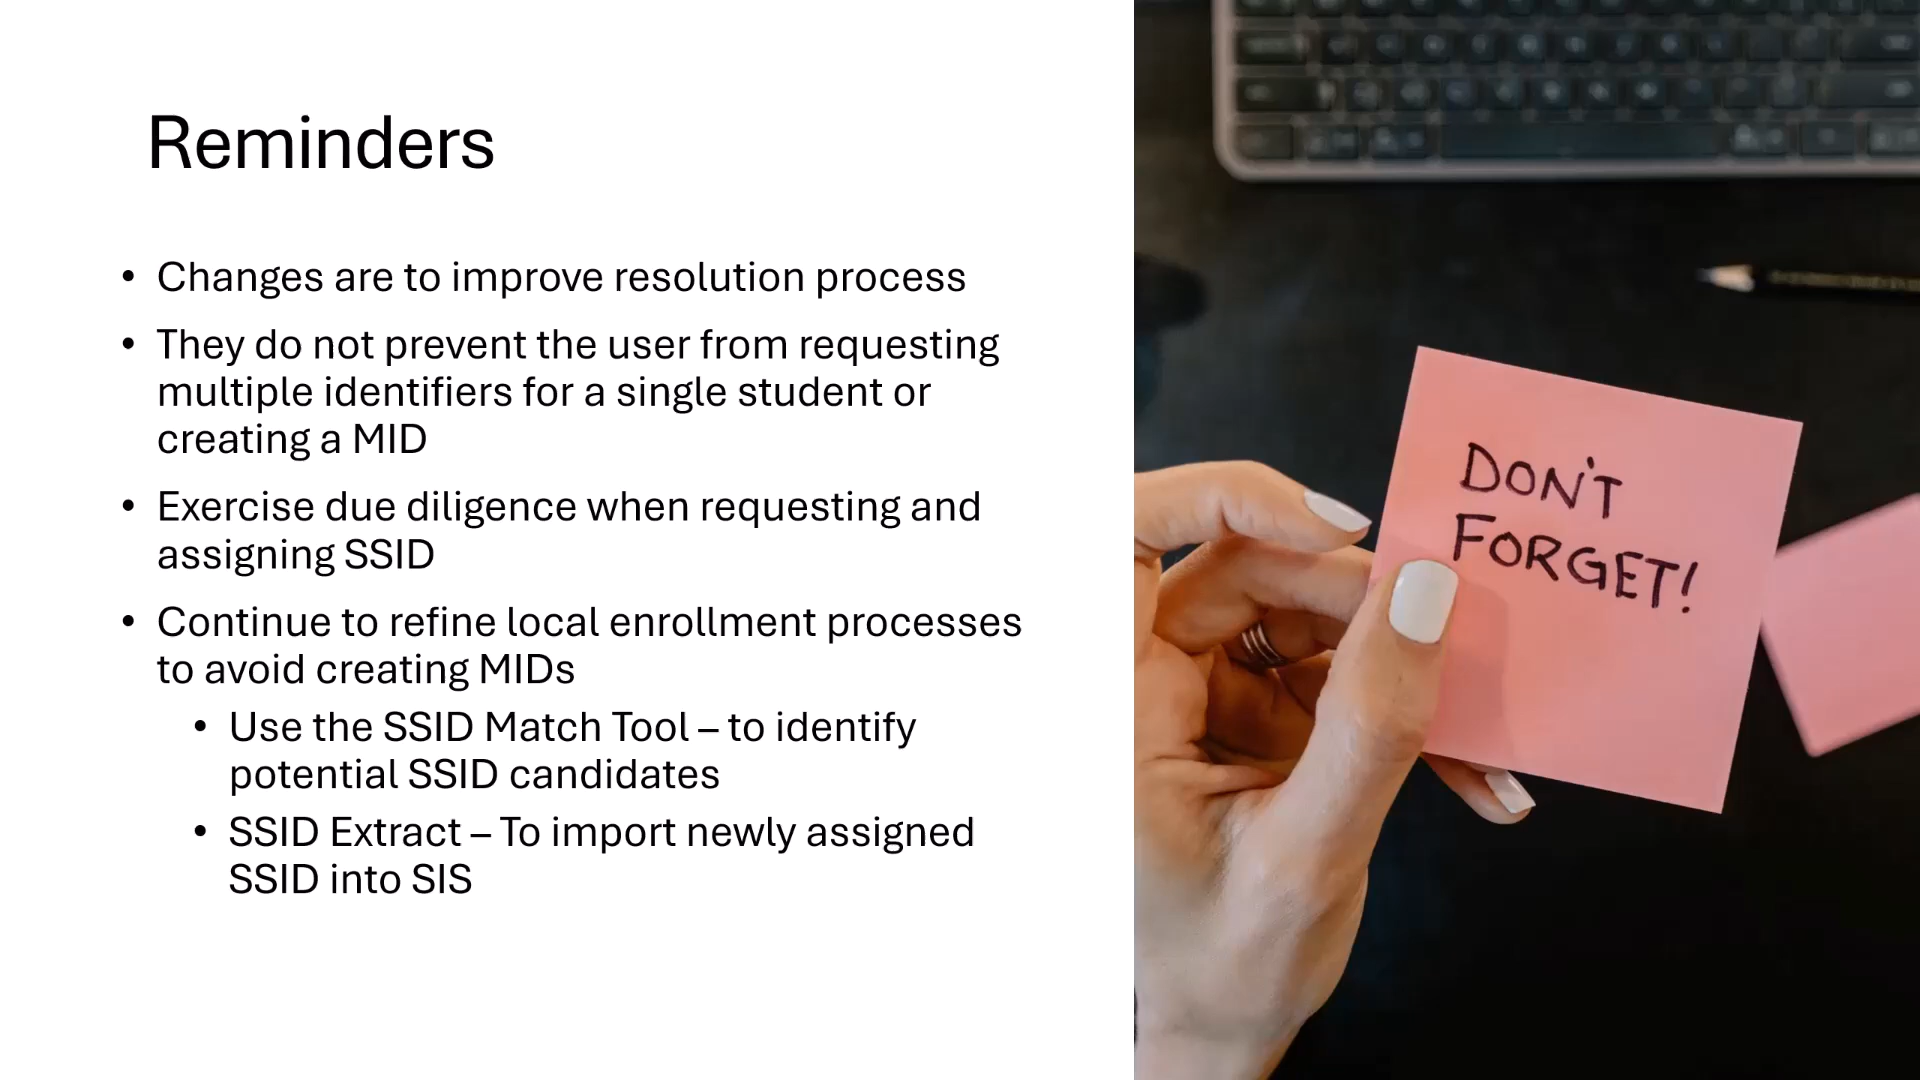 Reminders
• Changes are to improve resolution process
• They do not prevent the user from requesting
multiple identifiers for a single student or
creating a MID
• Exercise due diligence when requesting and
assigning SSID
• Continue to refine local enrollment processes
to avoid creating MIDs
• Use the SSID Match Tool – to identify
potential SSID candidates
• SSID Extract – To import newly assigned
SSID into SIS
DON'T
FORGET!